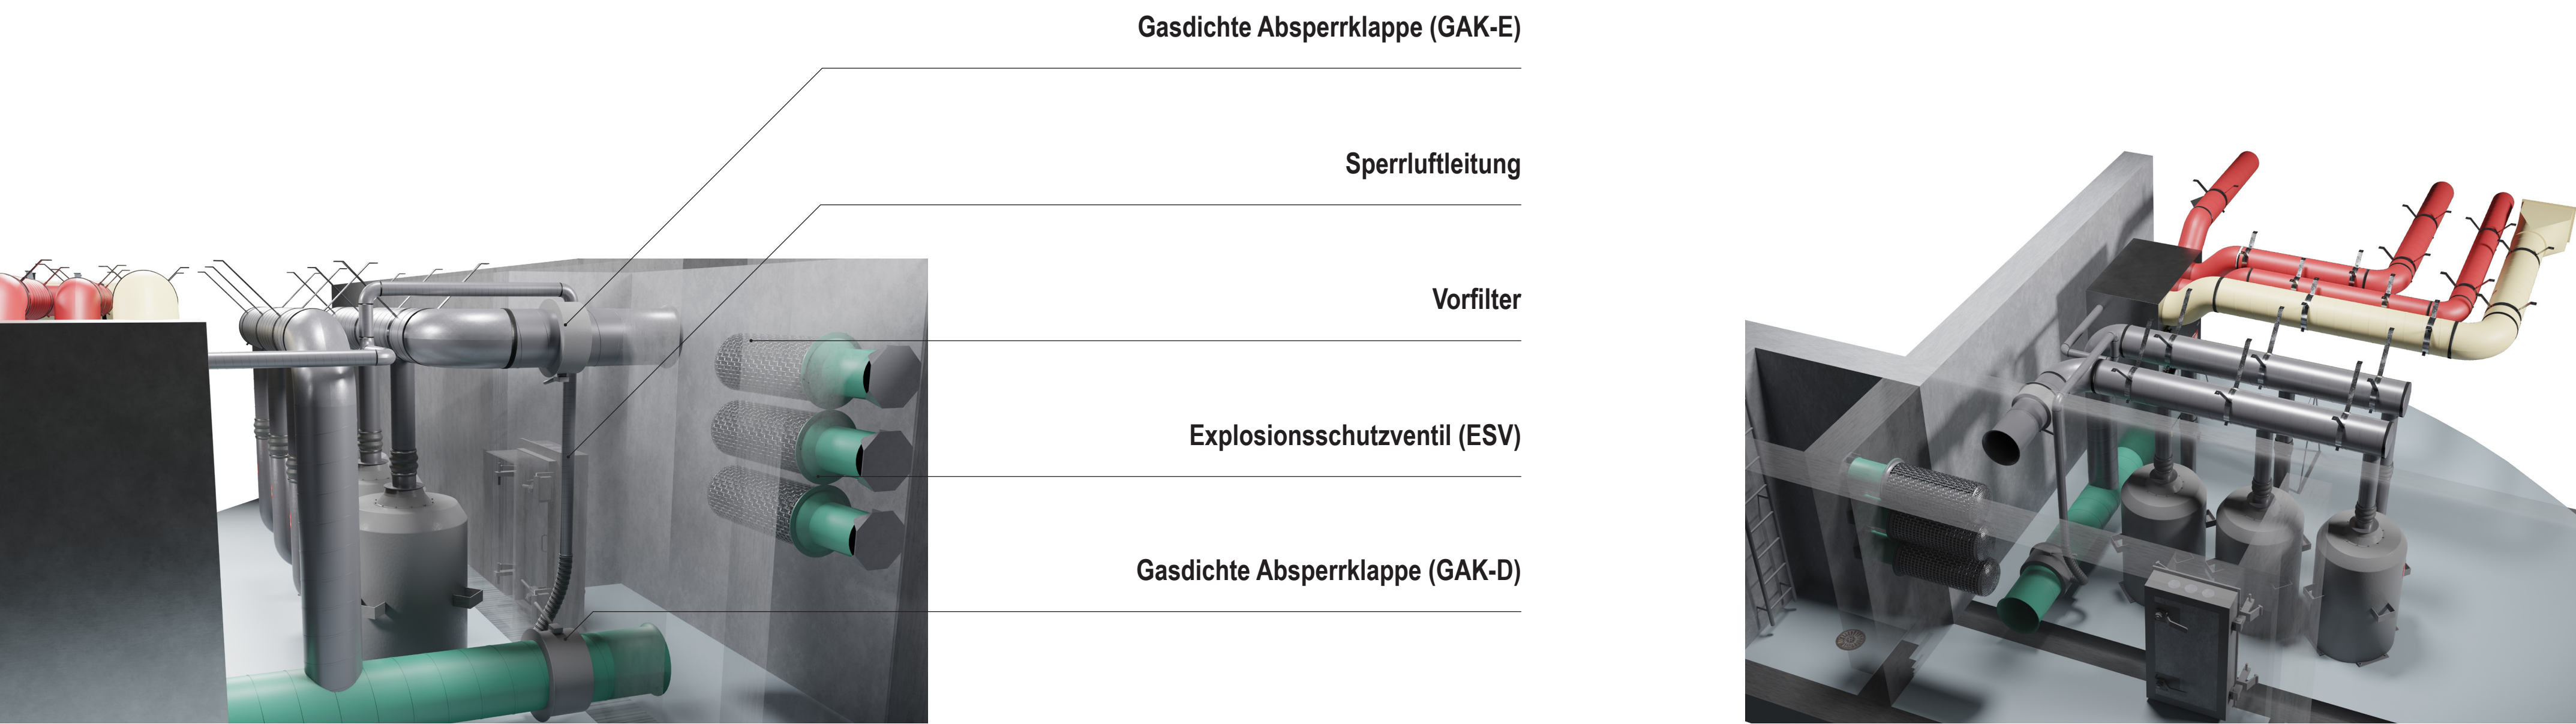 Gasdichte Absperrklappe (GAK-E)
Sperrluftleitung
Vorfilter
Explosionsschutzventil (ESV)
Gasdichte Absperrklappe (GAK-D)